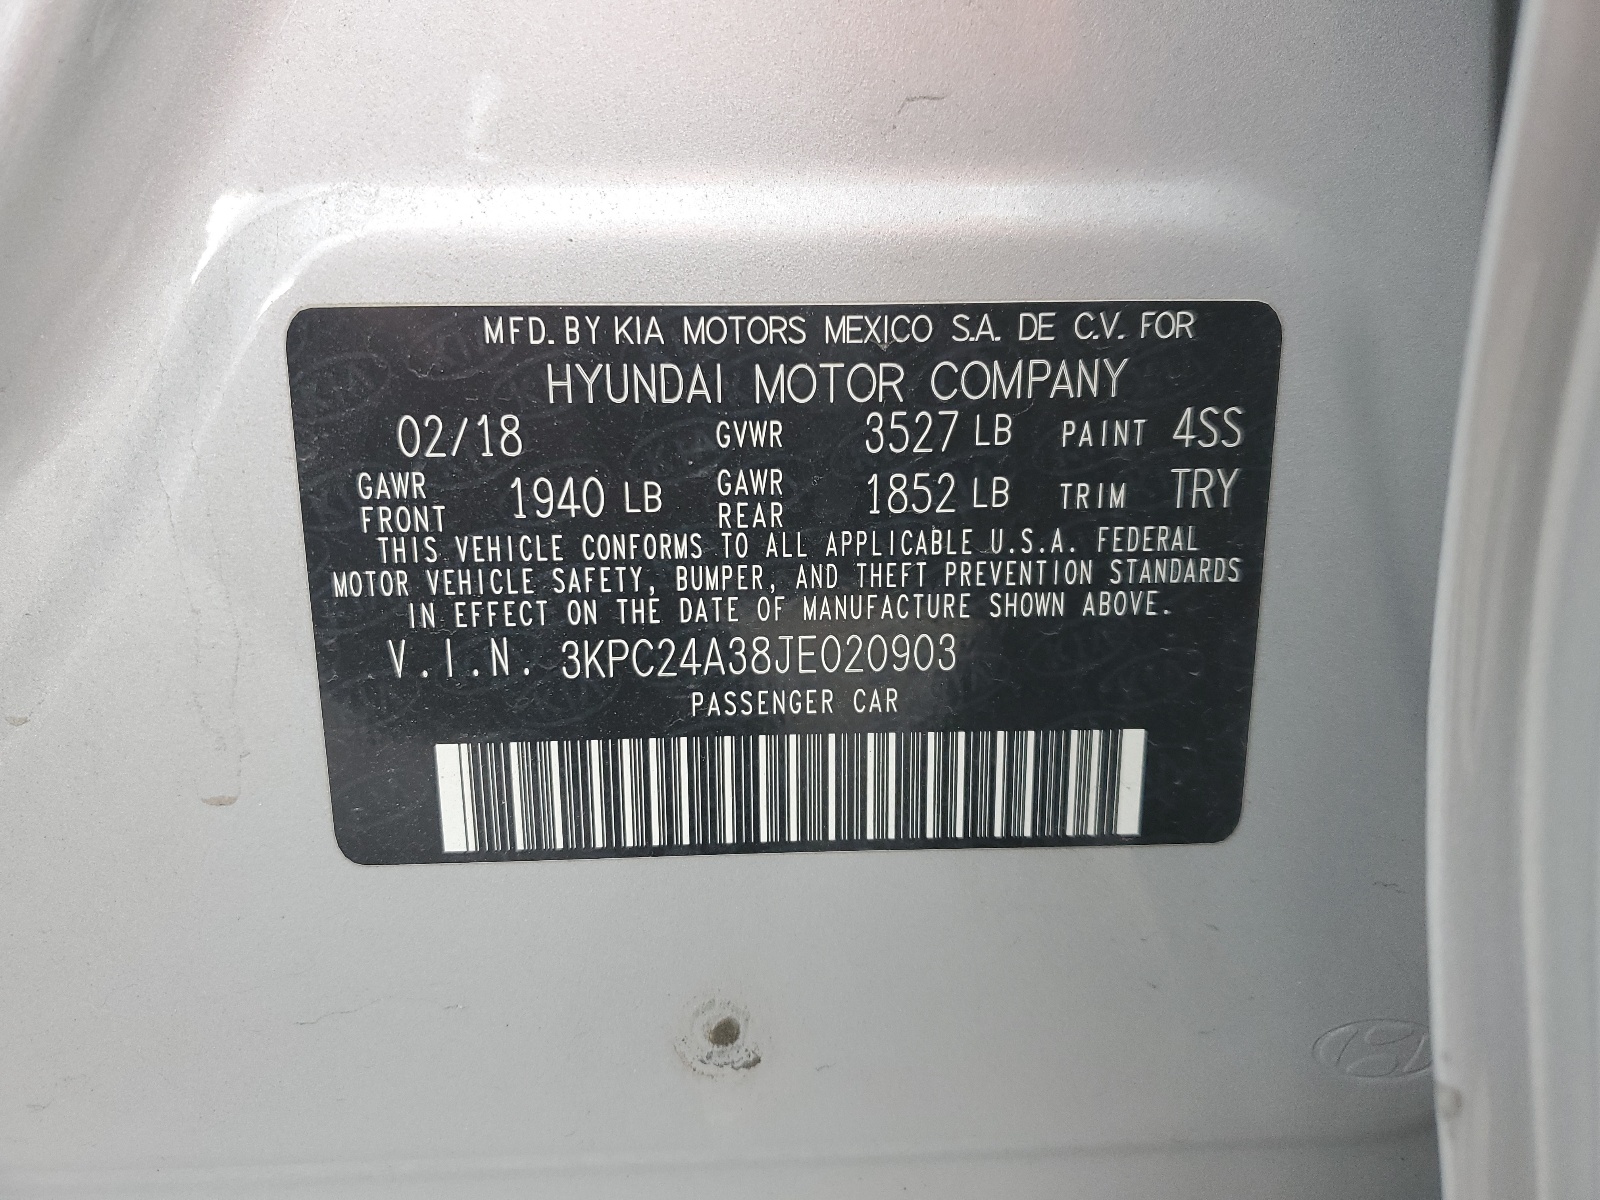 MFD. BY KIA MOTORS MEXICO S.A. DE C.V. FOR
HYUNDAI MOTOR COMPANY
02/18 GVWR 3527 LB PAINT 4SS
GAWR FRONT 1940 LB GAWR REAR 1852 LB TRIM TRY
THIS VEHICLE CONFORMS TO ALL APPLICABLE U.S.A. FEDERAL
MOTOR VEHICLE SAFETY, BUMPER, AND THEFT PREVENTION STANDARDS
IN EFFECT ON THE DATE OF MANUFACTURE SHOWN ABOVE.
V.I.N. 3KPC24A38JE020903
PASSENGER CAR